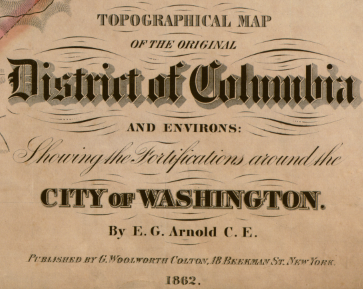 TOPOGRAPHICAL MAP
OF THE ORIGINAL
District of Columbia
AND ENVIRONS:
Showing the Fortifications around the
CITY OF WASHINGTON.
By E. G. Arnold C. E.
PUBLISHED BY G. WOOLWORTH COLTON, 18 BEEKMAN ST. NEW YORK.
1862.